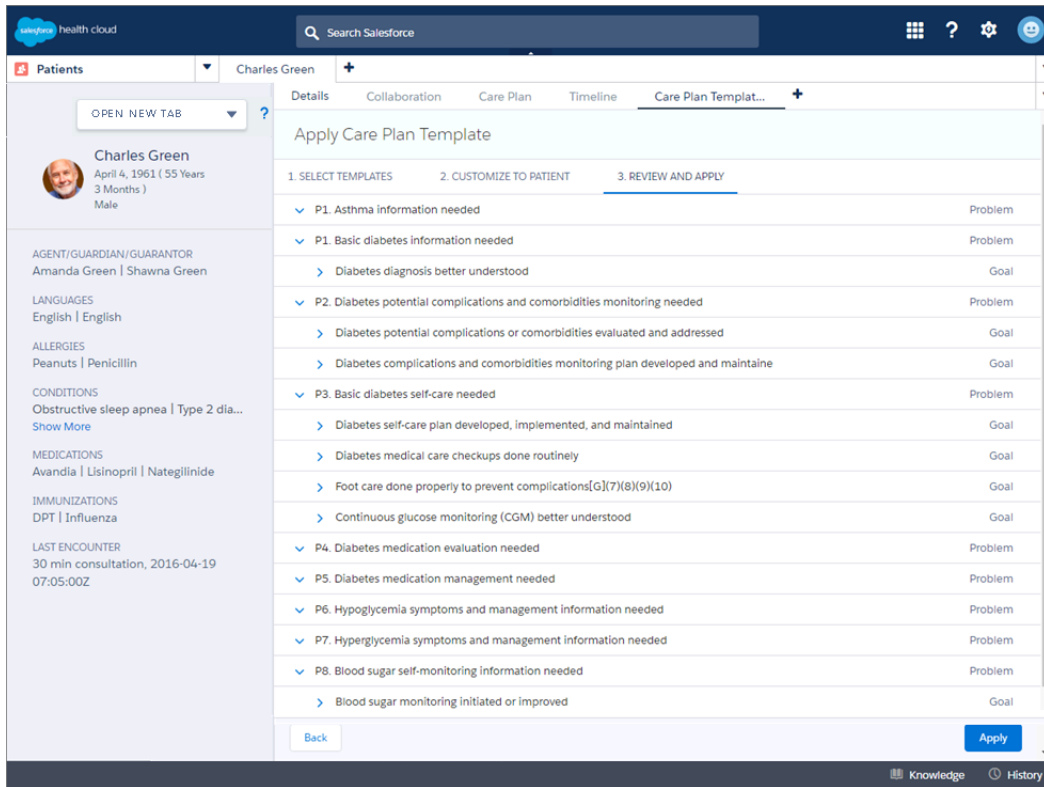 salesforce health cloud
Search Salesforce
Patients
Charles Green
OPEN NEW TAB
Charles Green
April 4, 1961 ( 55 Years
3 Months )
Male
AGENT/GUARDIAN/GUARANTOR
Amanda Green | Shawna Green
LANGUAGES
English | English
ALLERGIES
Peanuts | Penicillin
CONDITIONS
Obstructive sleep apnea | Type 2 dia...
Show More
MEDICATIONS
Avandia | Lisinopril | Nategilinide
IMMUNIZATIONS
DPT | Influenza
LAST ENCOUNTER
30 min consultation, 2016-04-19
07:05:00Z
Details Collaboration Care Plan Timeline Care Plan Templat...
Apply Care Plan Template
1. SELECT TEMPLATES 2. CUSTOMIZE TO PATIENT 3. REVIEW AND APPLY
P1. Asthma information needed Problem
P1. Basic diabetes information needed Problem
Diabetes diagnosis better understood Goal
P2. Diabetes potential complications and comorbidities monitoring needed Problem
Diabetes potential complications or comorbidities evaluated and addressed Goal
Diabetes complications and comorbidities monitoring plan developed and maintaine Goal
P3. Basic diabetes self-care needed Problem
Diabetes self-care plan developed, implemented, and maintained Goal
Diabetes medical care checkups done routinely Goal
Foot care done properly to prevent complications[G](7)(8)(9)(10) Goal
Continuous glucose monitoring (CGM) better understood Goal
P4. Diabetes medication evaluation needed Problem
P5. Diabetes medication management needed Problem
P6. Hypoglycemia symptoms and management information needed Problem
P7. Hyperglycemia symptoms and management information needed Problem
P8. Blood sugar self-monitoring information needed Problem
Blood sugar monitoring initiated or improved Goal
Back Apply
Knowledge History